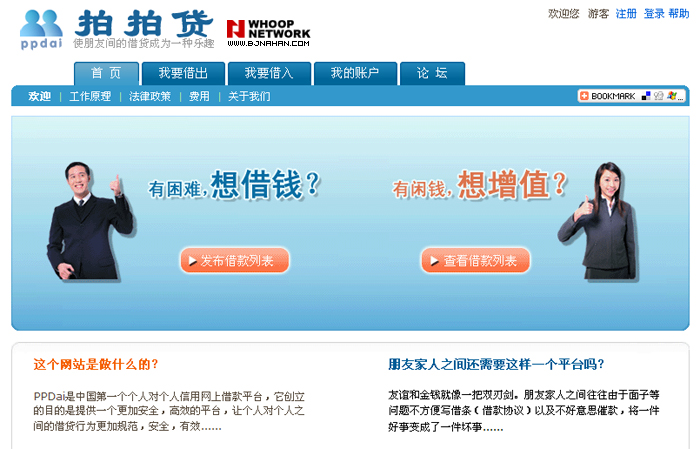 拍拍贷
ppdai
使朋友间的借贷成为一种乐趣
WHOOP
NETWORK
WWW.BJNAHAN.COM
欢迎您 游客 注册 登录 帮助
首 页 我要借出 我要借入 我的账户 论 坛
欢迎 | 工作原理 | 法律政策 | 费用 | 关于我们
BOOKMARK
有困难,想借钱?
有闲钱,想增值?
发布借款列表
查看借款列表
这个网站是做什么的?
PPDai是中国第一个个人对个人信用网上借款平台,它创立
的目的是提供一个更加安全,高效的平台,让个人对个人之
间的借贷行为更加规范,安全,有效......
朋友家人之间还需要这样一个平台吗?
友谊和金钱就像一把双刃剑。朋友家人之间往往由于面子等
问题不方便写借条(借款协议)以及不好意思催款,将一件
好事变成了一件坏事......